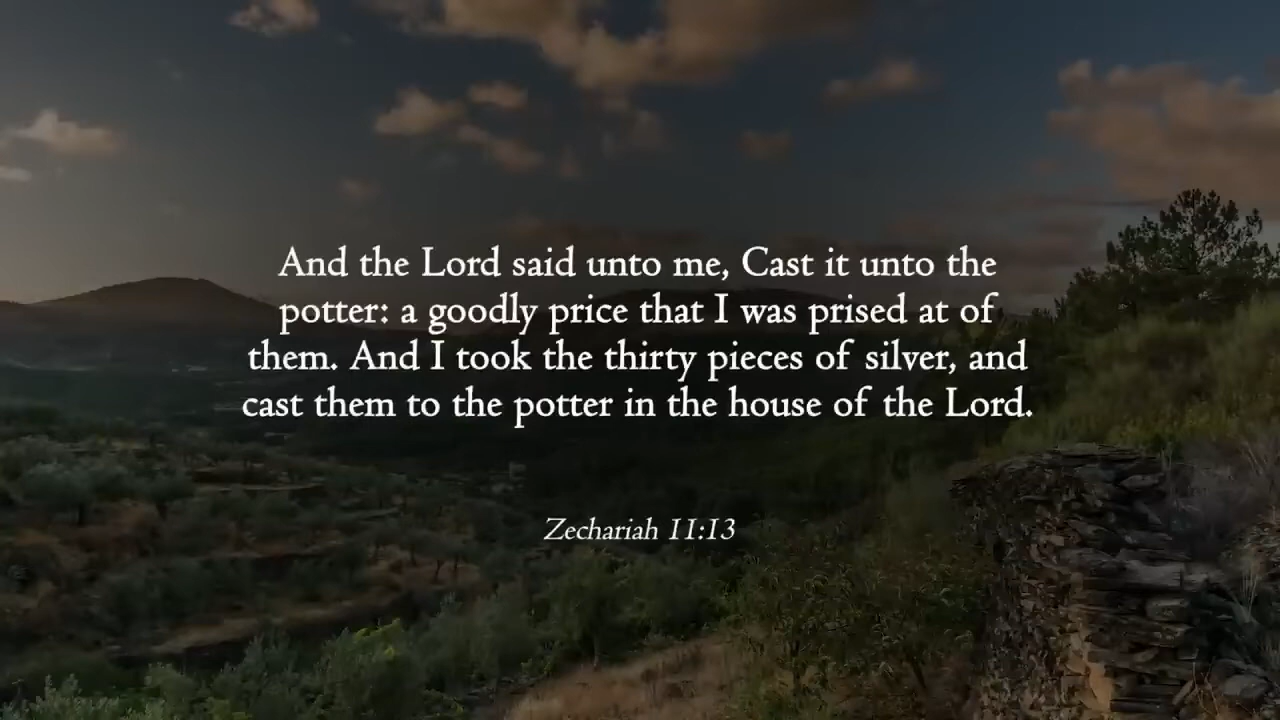 And the Lord said unto me, Cast it unto the
potter: a goodly price that I was prised at of
them. And I took the thirty pieces of silver, and
cast them to the potter in the house of the Lord.
Zechariah 11:13